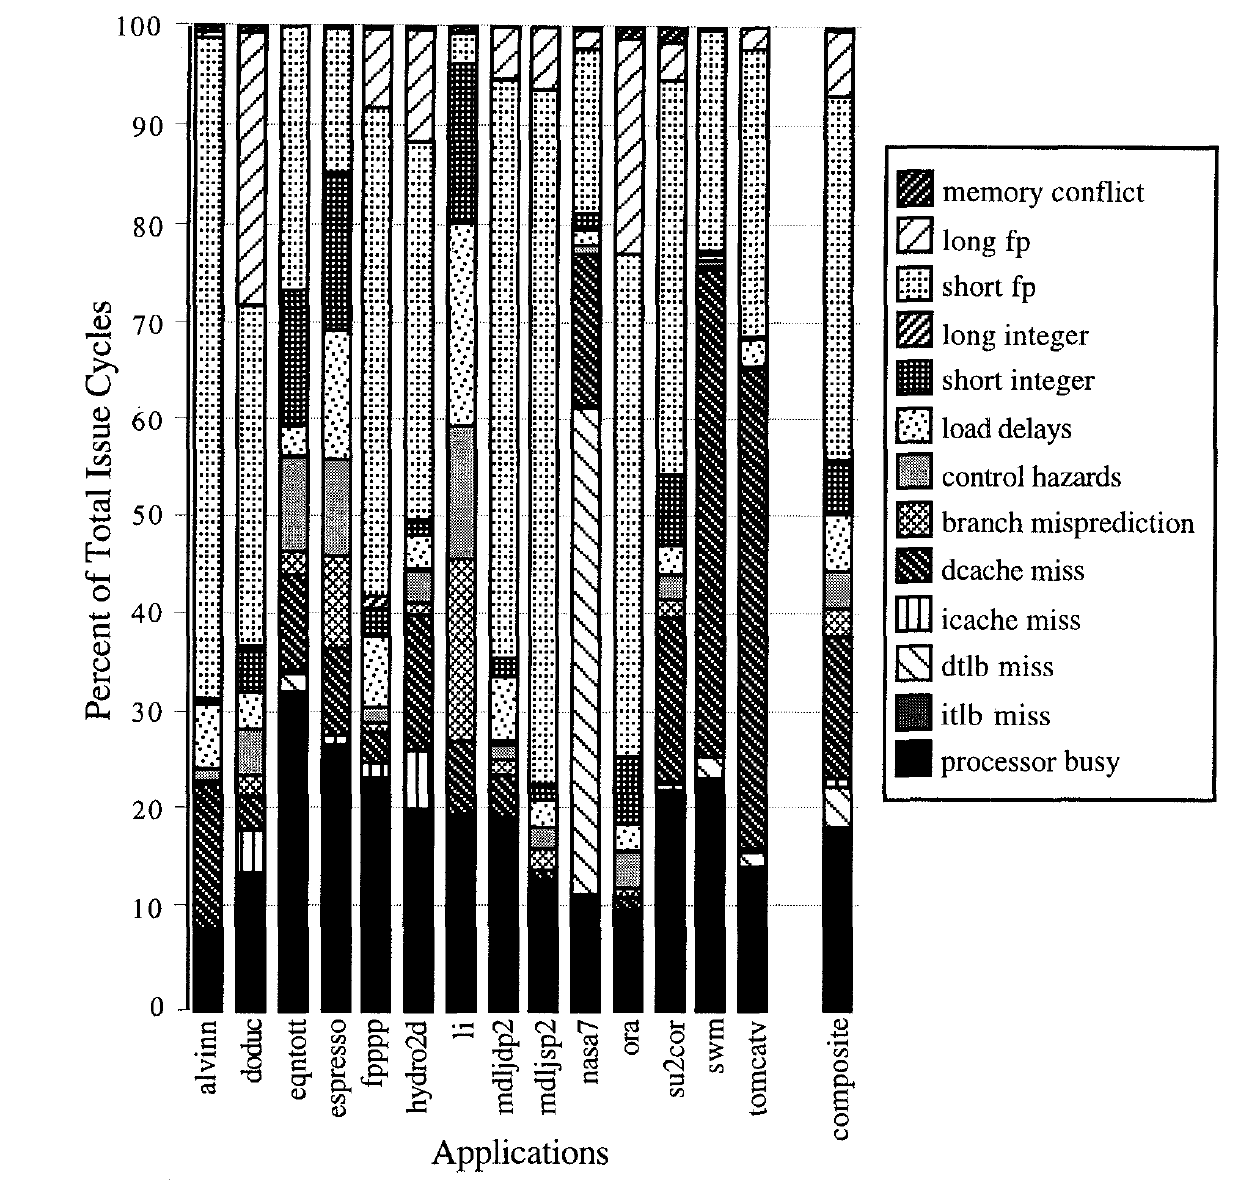 100
90
80
70
60
50
40
30
20
10
0
Percent of Total Issue Cycles
alvinn
doduc
eqntott
espresso
fpppp
hydro2d
li
mdljdp2
mdljsp2
nasa7
ora
su2cor
swm
tomcatv
composite
Applications
memory conflict
long fp
short fp
long integer
short integer
load delays
control hazards
branch misprediction
dcache miss
icache miss
dtlb miss
itlb miss
processor busy